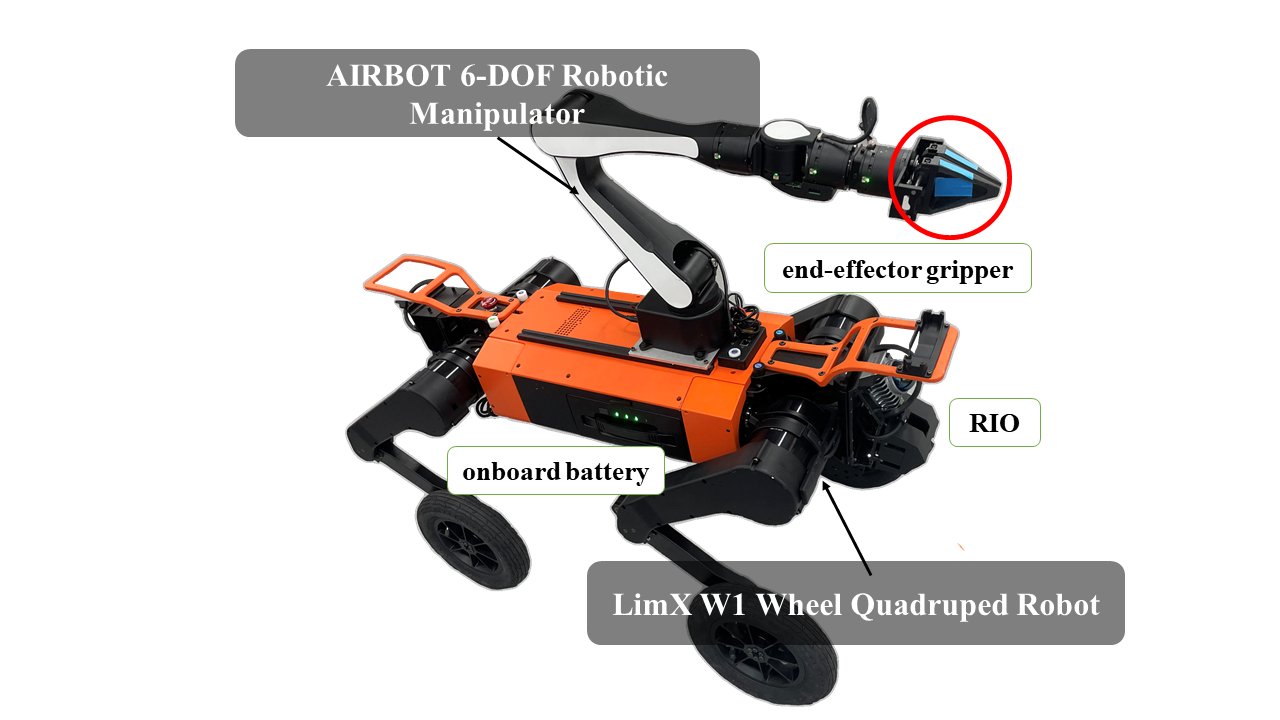 AIRBOT 6-DOF Robotic
Manipulator
end-effector gripper
RIO
onboard battery
LimX W1 Wheel Quadruped Robot